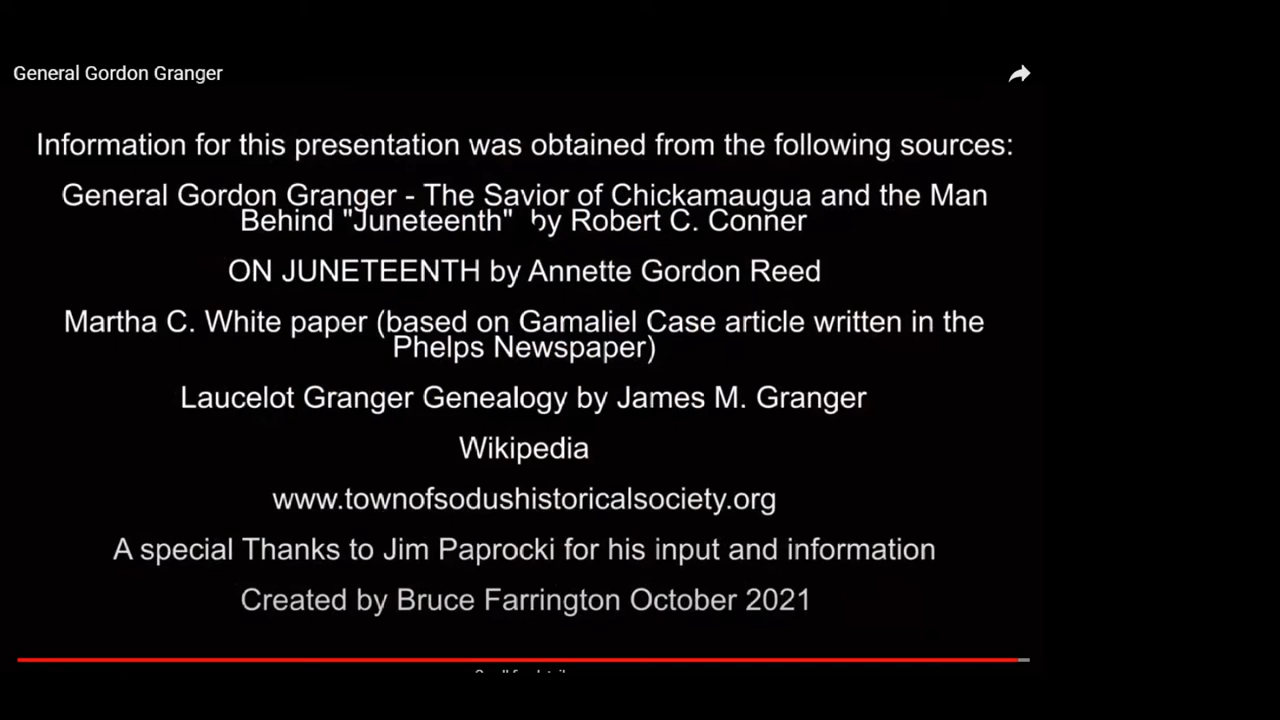 General Gordon Granger
Information for this presentation was obtained from the following sources:
General Gordon Granger - The Savior of Chickamaugua and the Man
Behind "Juneteenth" by Robert C. Conner
ON JUNETEENTH by Annette Gordon Reed
Martha C. White paper (based on Gamaliel Case article written in the
Phelps Newspaper)
Laucelot Granger Genealogy by James M. Granger
Wikipedia
www.townofsodushistoricalsociety.org
A special Thanks to Jim Paprocki for his input and information
Created by Bruce Farrington October 2021